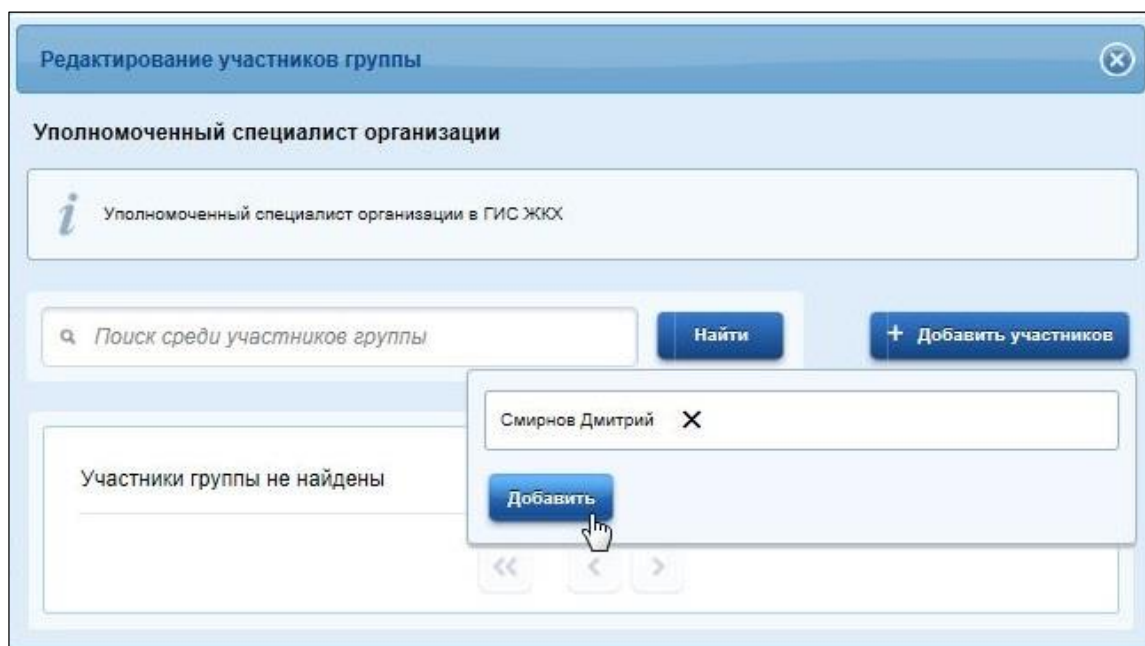 Редактирование участников группы
Уполномоченный специалист организации
Уполномоченный специалист организации в ГИС ЖКХ
Поиск среди участников группы
Найти
+ Добавить участников
Смирнов Дмитрий
Участники группы не найдены
Добавить